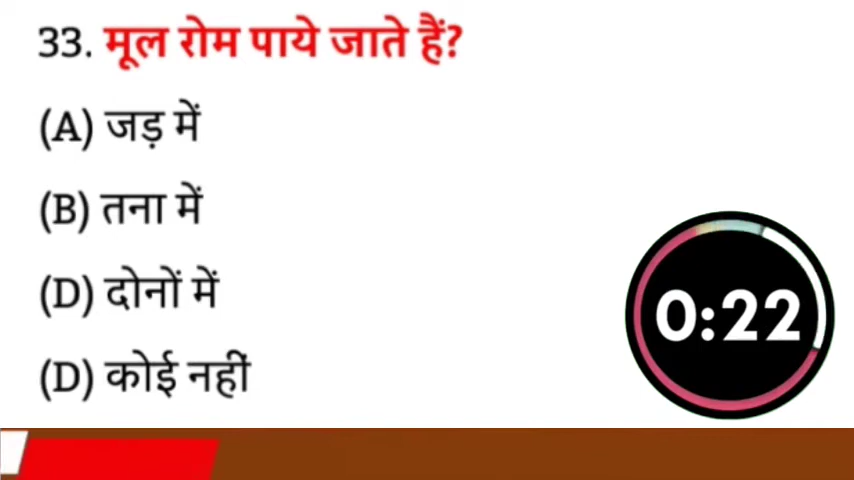 33. मूल रोम पाये जाते हैं?
(A) जड़ में
(B) तना में
(D) दोनों में
(D) कोई नहीं
0:22